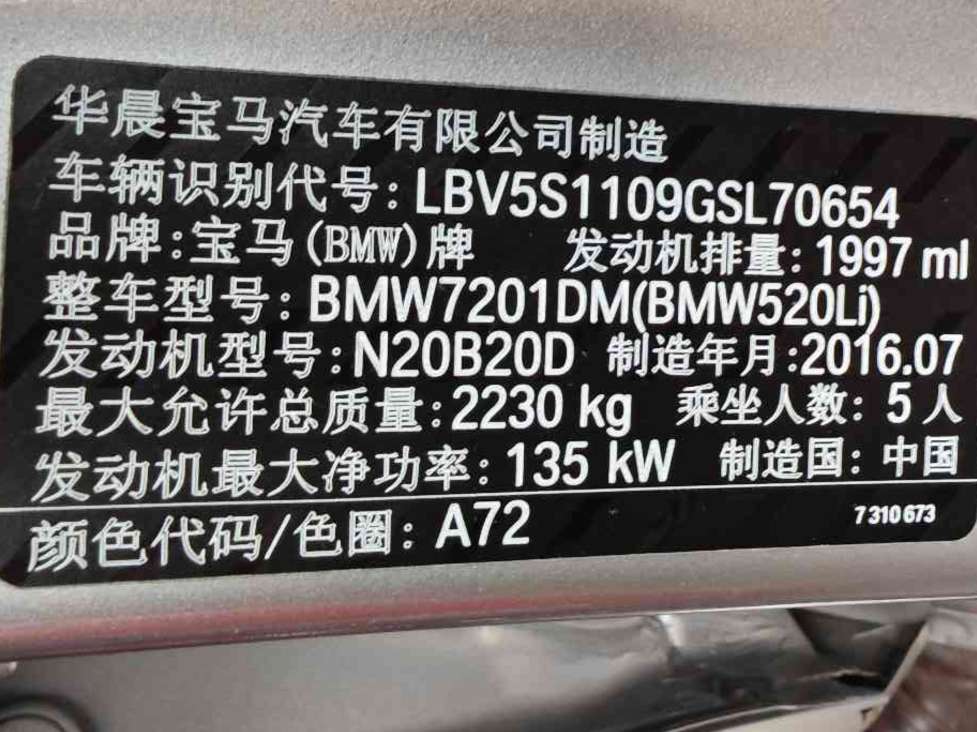 华晨宝马汽车有限公司制造
车辆识别代号:LBV5S1109GSL70654
品牌:宝马(BMW)牌 发动机排量:1997 ml
整车型号:BMW7201DM(BMW520Li)
发动机型号:N20B20D 制造年月:2016.07
最大允许总质量:2230 kg 乘坐人数:5人
发动机最大净功率:135 kW 制造国:中国
颜色代码/色圈:A72 7310673